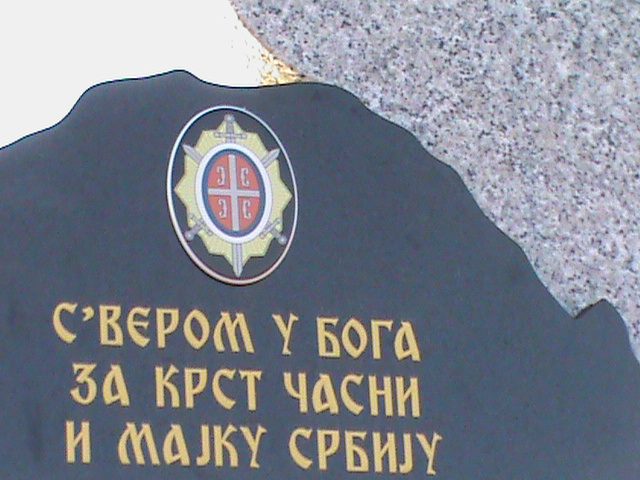 С’ВЕРОМ У БОГА
ЗА КРСТ ЧАСНИ
И МАЈКУ СРБИЈУ